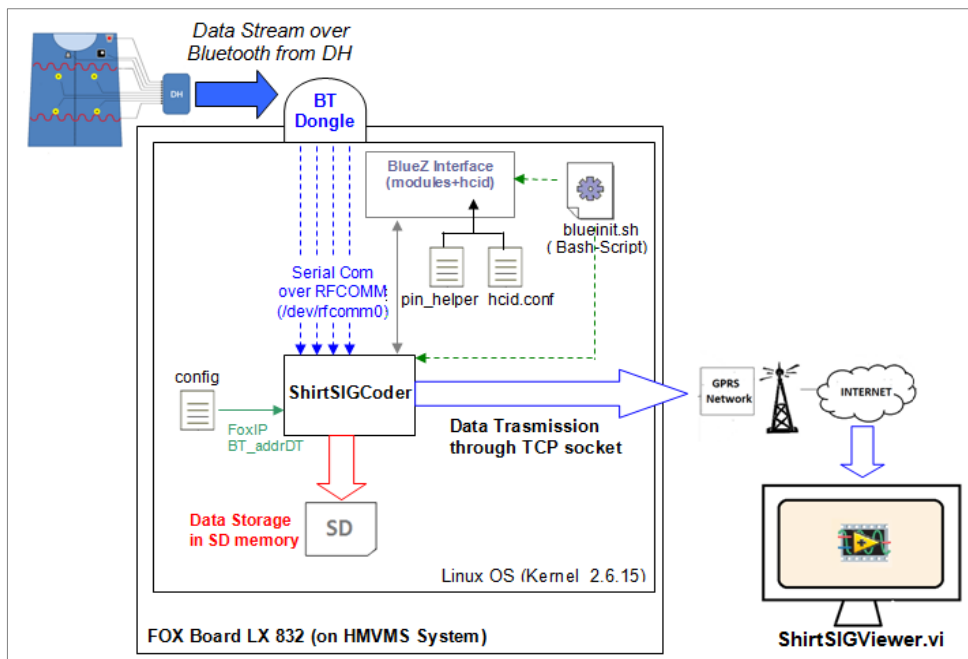 Data Stream over
Bluetooth from DH
DH
BT
Dongle
BlueZ Interface
(modules+hcid)
blueinit.sh
( Bash-Script)
pin_helper
hcid.conf
Serial Com
over RFCOMM
(/dev/rfcomm0)
config
ShirtSIGCoder
FoxIP
BT_addrDT
Data Trasmission
through TCP socket
GPRS
Network
INTERNET
Data Storage
in SD memory
SD
Linux OS (Kernel 2.6.15)
FOX Board LX 832 (on HMVMS System)
ShirtSIGViewer.vi